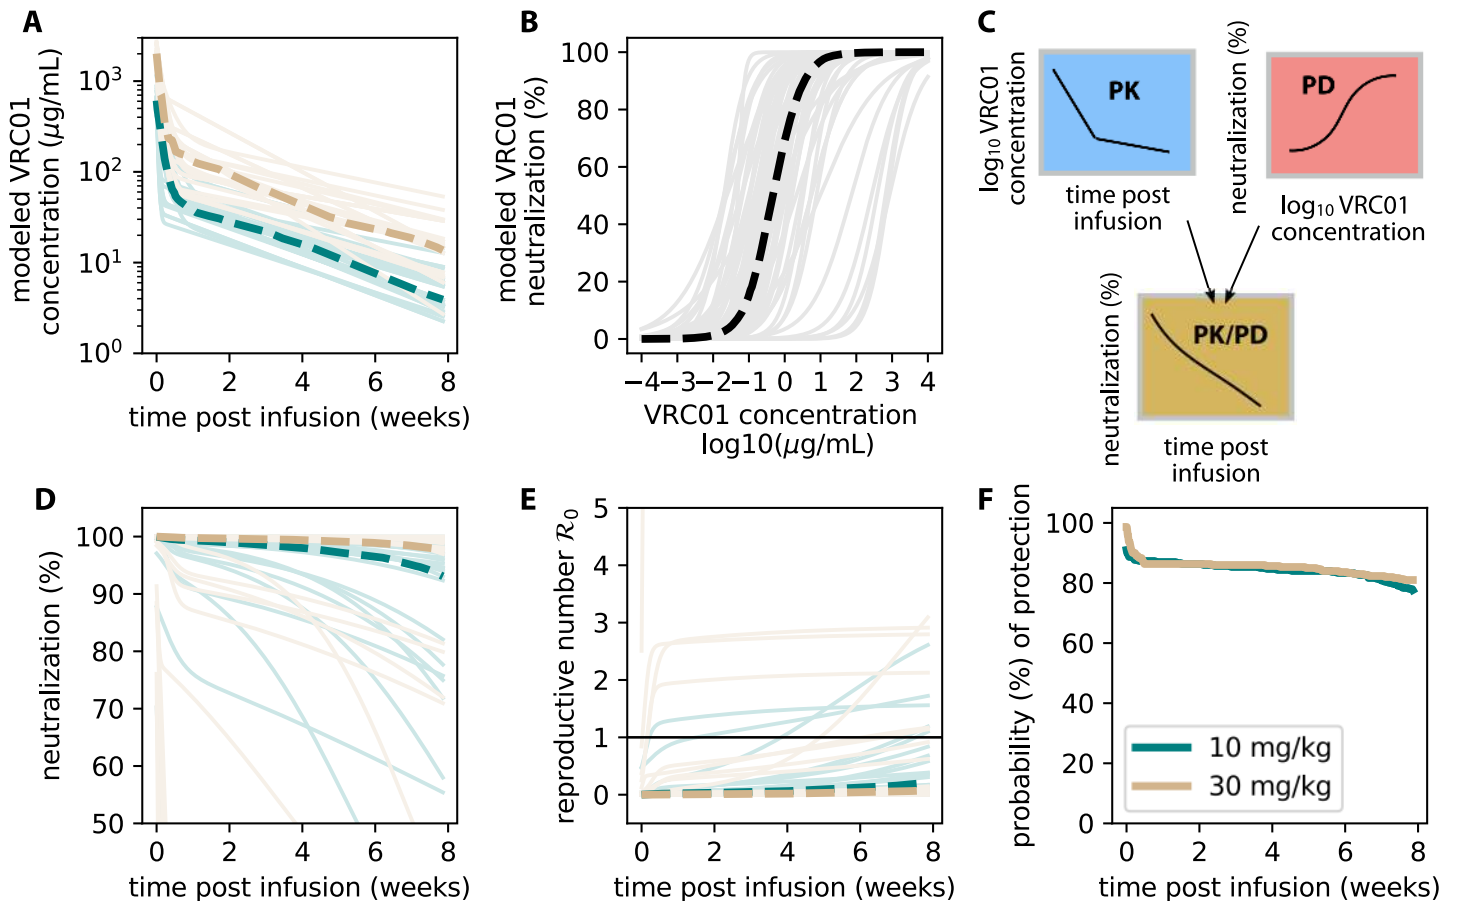 A
modeled VRC01
concentration (μg/mL)
10³
10²
10¹
10⁰
0 2 4 6 8
time post infusion (weeks)
B
modeled VRC01
neutralization (%)
100
80
60
40
20
0
−4−3−2−1 0 1 2 3 4
VRC01 concentration
log10(μg/mL)
C
log₁₀ VRC01
concentration
PK
time post
infusion
neutralization (%)
PD
log₁₀ VRC01
concentration
neutralization (%)
PK/PD
time post
infusion
D
neutralization (%)
100
90
80
70
60
50
0 2 4 6 8
time post infusion (weeks)
E
reproductive number ℛ₀
5
4
3
2
1
0
0 2 4 6 8
time post infusion (weeks)
F
probability (%) of protection
100
80
60
40
20
0
10 mg/kg
30 mg/kg
0 2 4 6 8
time post infusion (weeks)